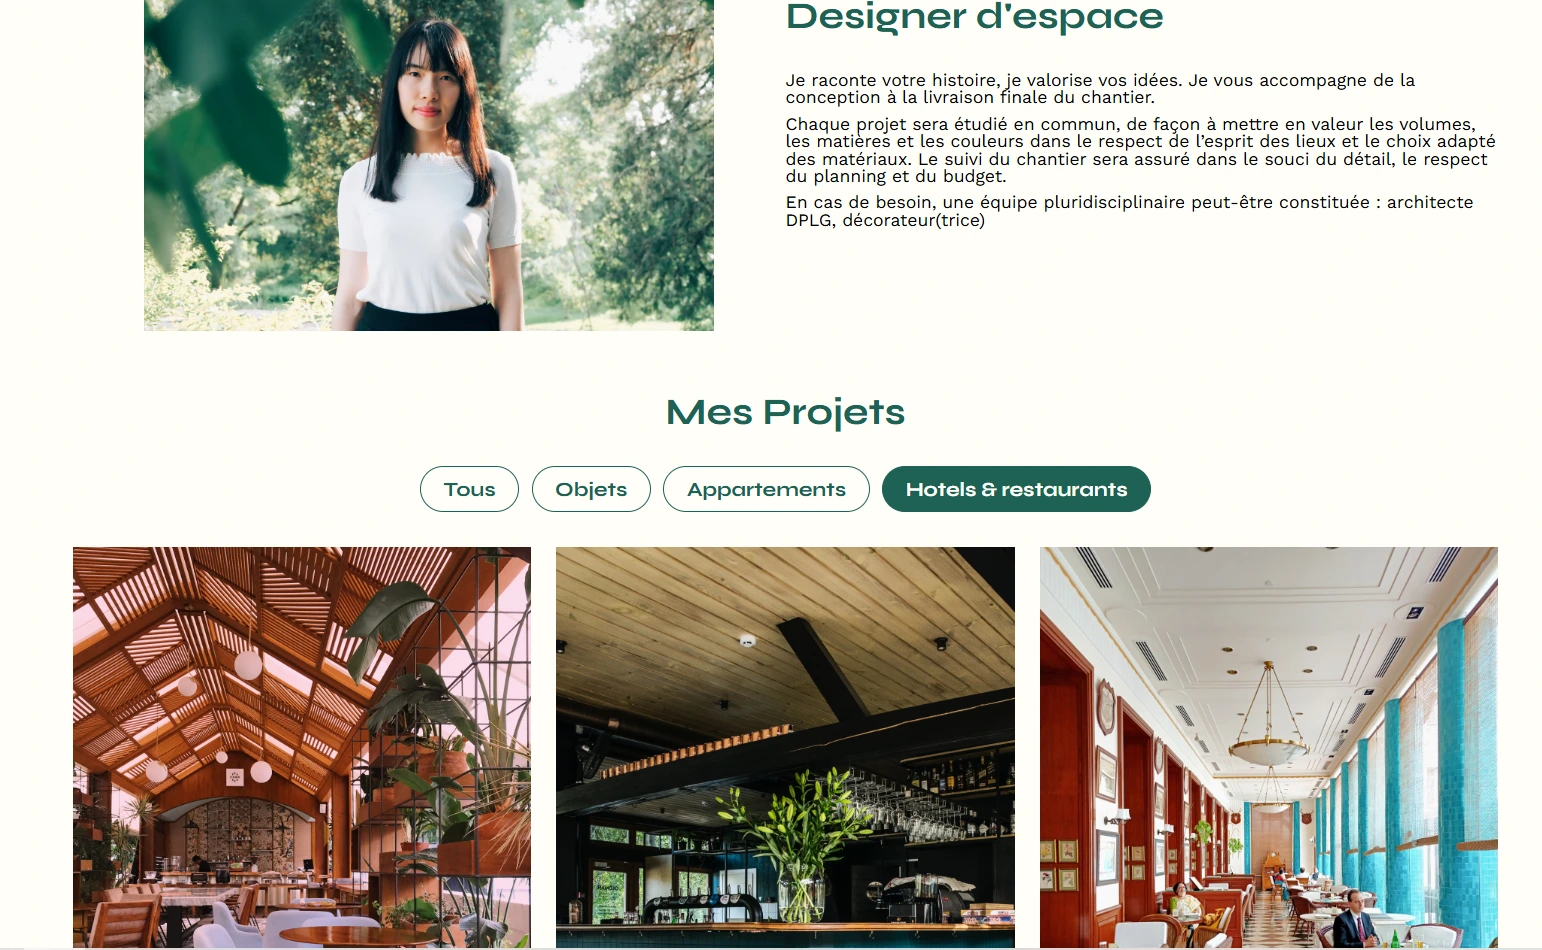 Designer d'espace
Je raconte votre histoire, je valorise vos idées. Je vous accompagne de la
conception à la livraison finale du chantier.
Chaque projet sera étudié en commun, de façon à mettre en valeur les volumes,
les matières et les couleurs dans le respect de l’esprit des lieux et le choix adapté
des matériaux. Le suivi du chantier sera assuré dans le souci du détail, le respect
du planning et du budget.
En cas de besoin, une équipe pluridisciplinaire peut-être constituée : architecte
DPLG, décorateur(trice)
Mes Projets
Tous
Objets
Appartements
Hotels & restaurants